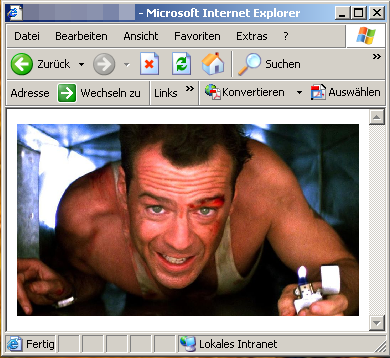 - Microsoft Internet Explorer
Datei Bearbeiten Ansicht Favoriten Extras ?
Zurück Suchen »
Adresse Wechseln zu Links » Konvertieren Auswählen
Fertig Lokales Intranet